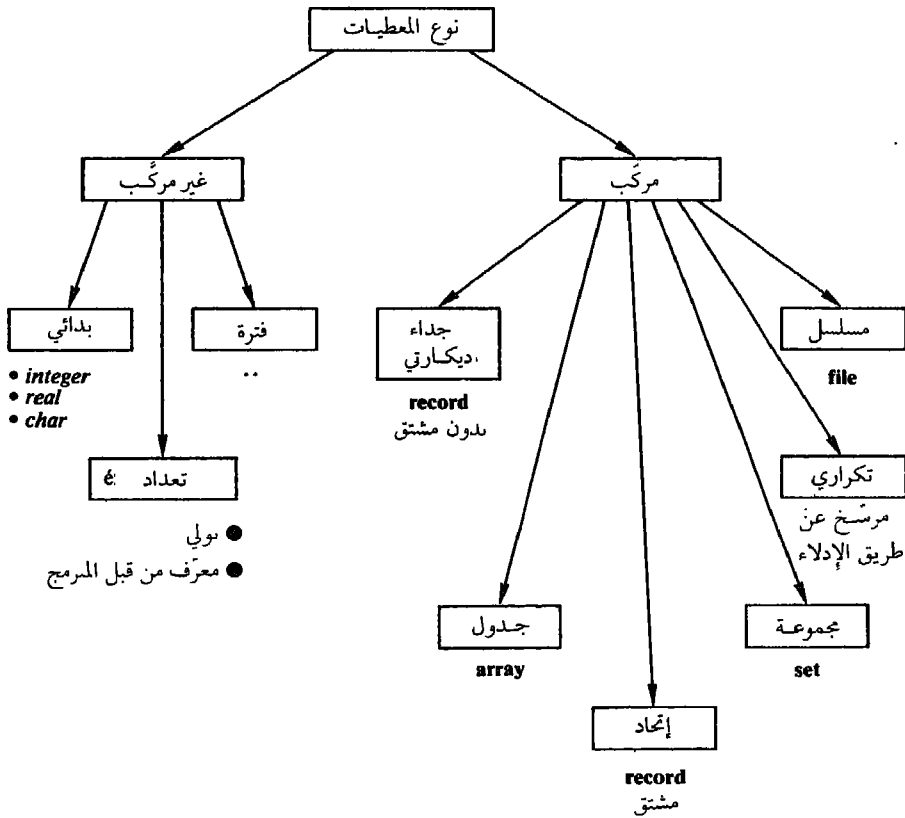 نوع المعطيات
غير مركَّب
مركَّب
بدائي
فترة
جداء
ديكارتي
مسلسل
• integer
• real
• char
..
record
بدون مشتق
file
é: تعداد
تكراري
● بولي
● معرّف من قبل المبرمج
مرسّخ عن
طريق الإدلاء
جدول
array
مجموعة
set
إتحاد
record
مشتق